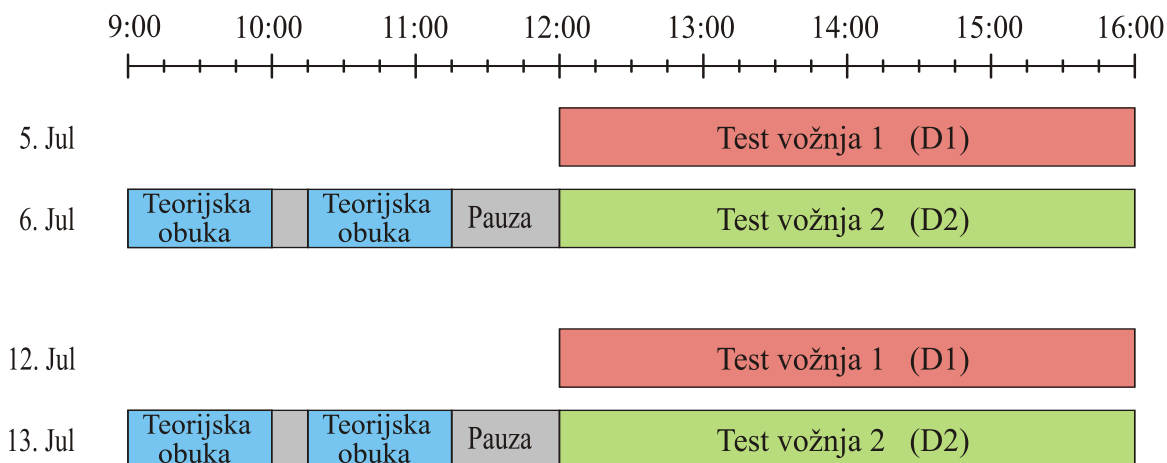 9:00 10:00 11:00 12:00 13:00 14:00 15:00 16:00
5. Jul
Test vožnja 1 (D1)
6. Jul
Teorijska
obuka
Teorijska
obuka
Pauza
Test vožnja 2 (D2)
12. Jul
Test vožnja 1 (D1)
13. Jul
Teorijska
obuka
Teorijska
obuka
Pauza
Test vožnja 2 (D2)